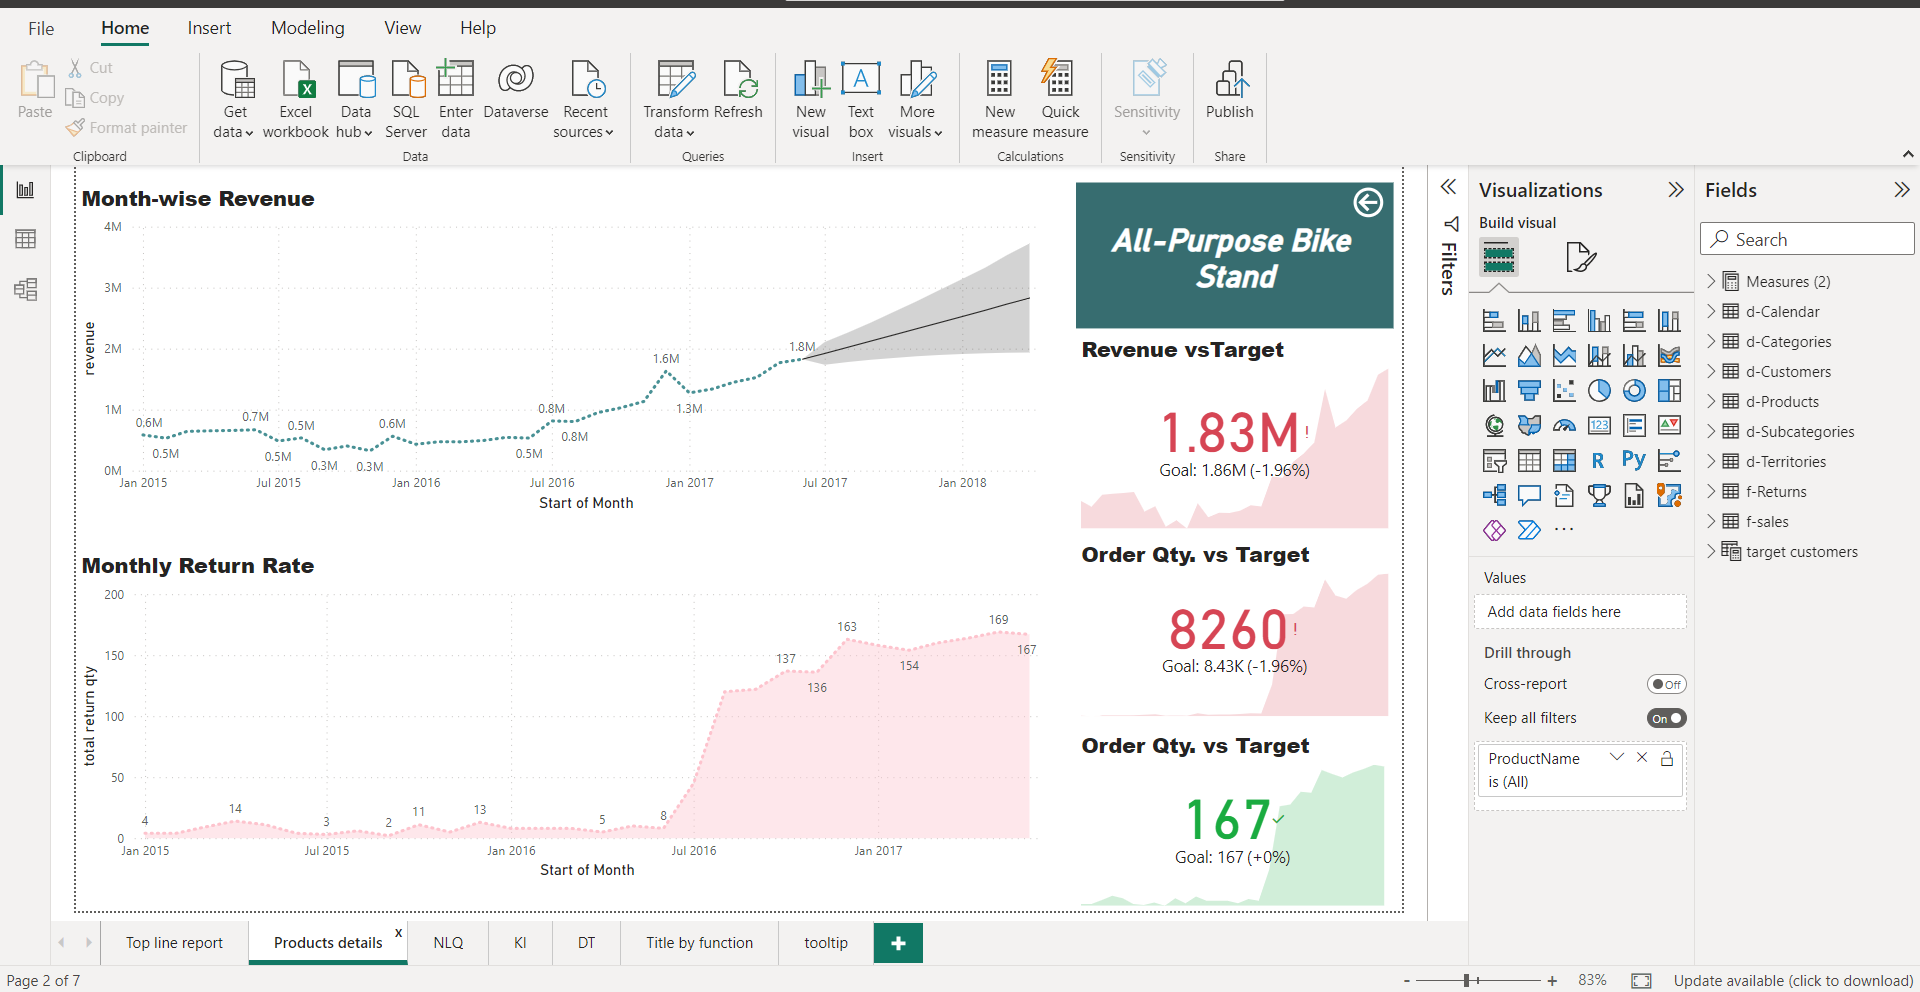 File Home Insert Modeling View Help
Paste
Cut
Copy
Format painter
Clipboard
Get data
Excel workbook
Data hub
SQL Server
Enter data
Dataverse
Recent sources
Data
Transform data
Refresh
Queries
New visual
Text box
More visuals
Insert
New measure
Quick measure
Calculations
Sensitivity
Sensitivity
Publish
Share
Month-wise Revenue
4M
3M
2M
1M
0M
revenue
0.6M
0.5M
0.7M
0.5M
0.5M
0.3M
0.3M
0.6M
0.5M
0.8M
0.8M
1.6M
1.3M
1.8M
Jan 2015 Jul 2015 Jan 2016 Jul 2016 Jan 2017 Jul 2017 Jan 2018
Start of Month
Monthly Return Rate
200
150
100
50
0
total return qty
4
14
3
2
11
13
5
8
137
136
163
154
169
167
Jan 2015 Jul 2015 Jan 2016 Jul 2016 Jan 2017
Start of Month
All-Purpose Bike
Stand
Revenue vsTarget
1.83M!
Goal: 1.86M (-1.96%)
Order Qty. vs Target
8260!
Goal: 8.43K (-1.96%)
Order Qty. vs Target
167
Goal: 167 (+0%)
Filters
Visualizations
Build visual
123
R
Py
...
Values
Add data fields here
Drill through
Cross-report Off
Keep all filters On
ProductName
is (All)
Fields
Search
Measures (2)
d-Calendar
d-Categories
d-Customers
d-Products
d-Subcategories
d-Territories
f-Returns
f-sales
target customers
Top line report Products details x NLQ KI DT Title by function tooltip +
Page 2 of 7
- + 83% Update available (click to download)